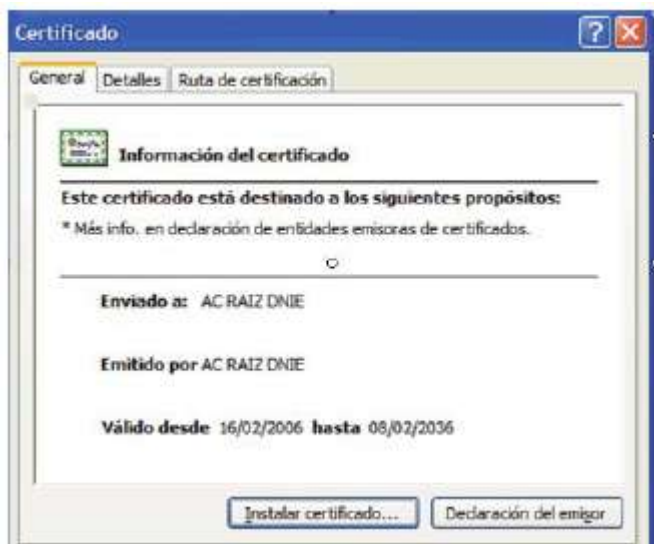 Certificado
General Detalles Ruta de certificación
Información del certificado
Este certificado está destinado a los siguientes propósitos:
* Más info. en declaración de entidades emisoras de certificados.
Enviado a: AC RAIZ DNIE
Emitido por AC RAIZ DNIE
Válido desde 16/02/2006 hasta 08/02/2036
Instalar certificado... Declaración del emisor